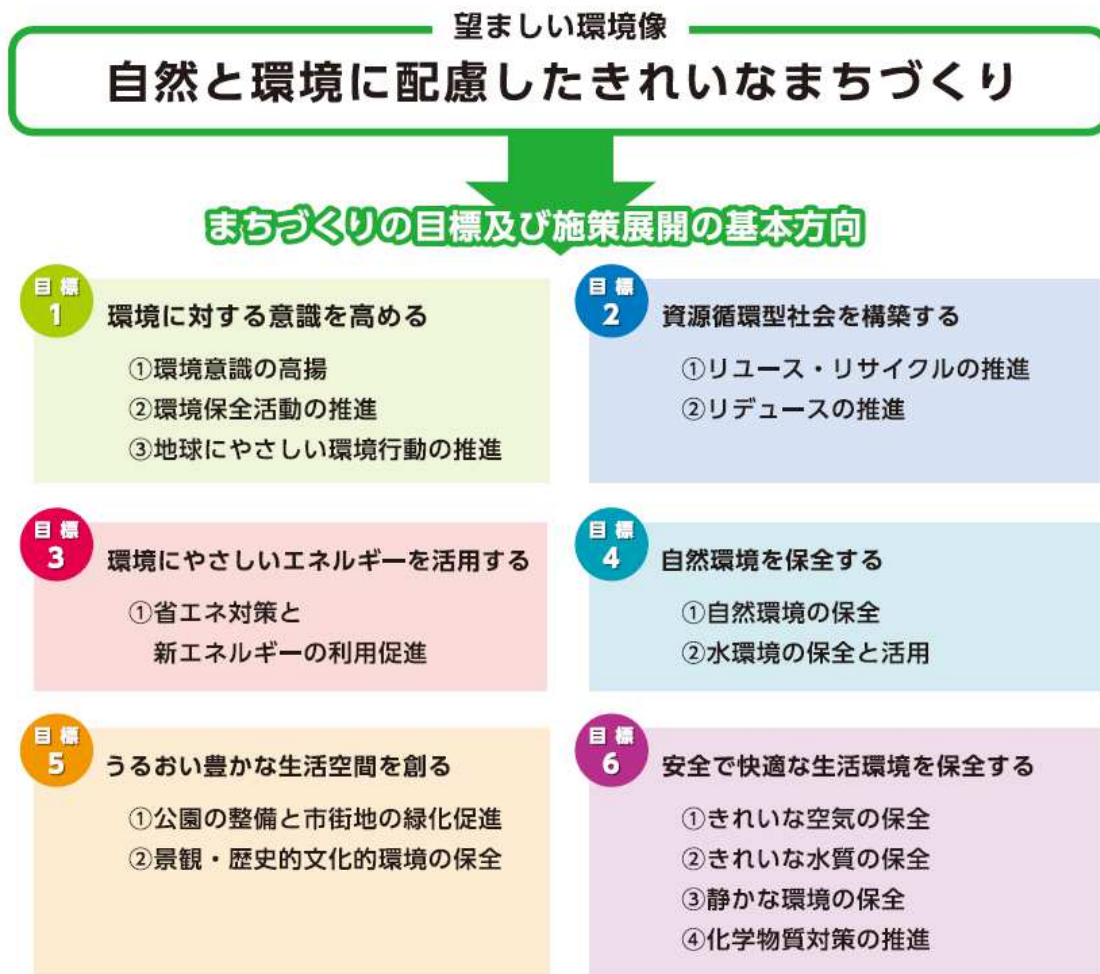 望ましい環境像
自然と環境に配慮したきれいなまちづくり
まちづくりの目標及び施策展開の基本方向
目標
1
環境に対する意識を高める
①環境意識の高揚
②環境保全活動の推進
③地球にやさしい環境行動の推進
目標
2
資源循環型社会を構築する
①リユース・リサイクルの推進
②リデュースの推進
目標
3
環境にやさしいエネルギーを活用する
①省エネ対策と
新エネルギーの利用促進
目標
4
自然環境を保全する
①自然環境の保全
②水環境の保全と活用
目標
5
うるおい豊かな生活空間を創る
①公園の整備と市街地の緑化促進
②景観・歴史的文化的環境の保全
目標
6
安全で快適な生活環境を保全する
①きれいな空気の保全
②きれいな水質の保全
③静かな環境の保全
④化学物質対策の推進